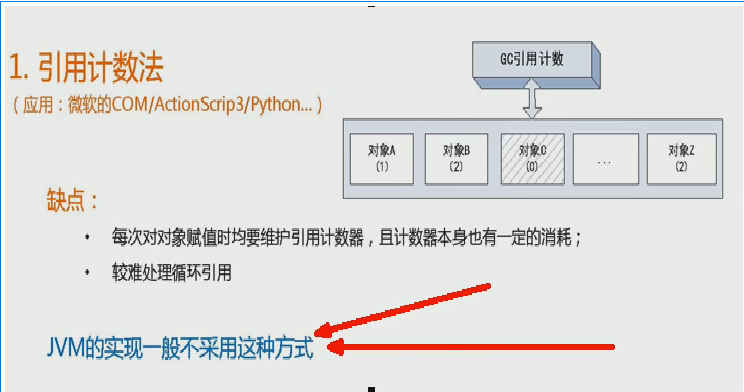 1. 引用计数法
（应用：微软的COM/ActionScrip3/Python...）
GC引用计数
对象A
(1)
对象B
(2)
对象O
(0)
...
对象Z
(2)
缺点：
• 每次对对象赋值时均要维护引用计数器，且计数器本身也有一定的消耗；
• 较难处理循环引用
JVM的实现一般不采用这种方式